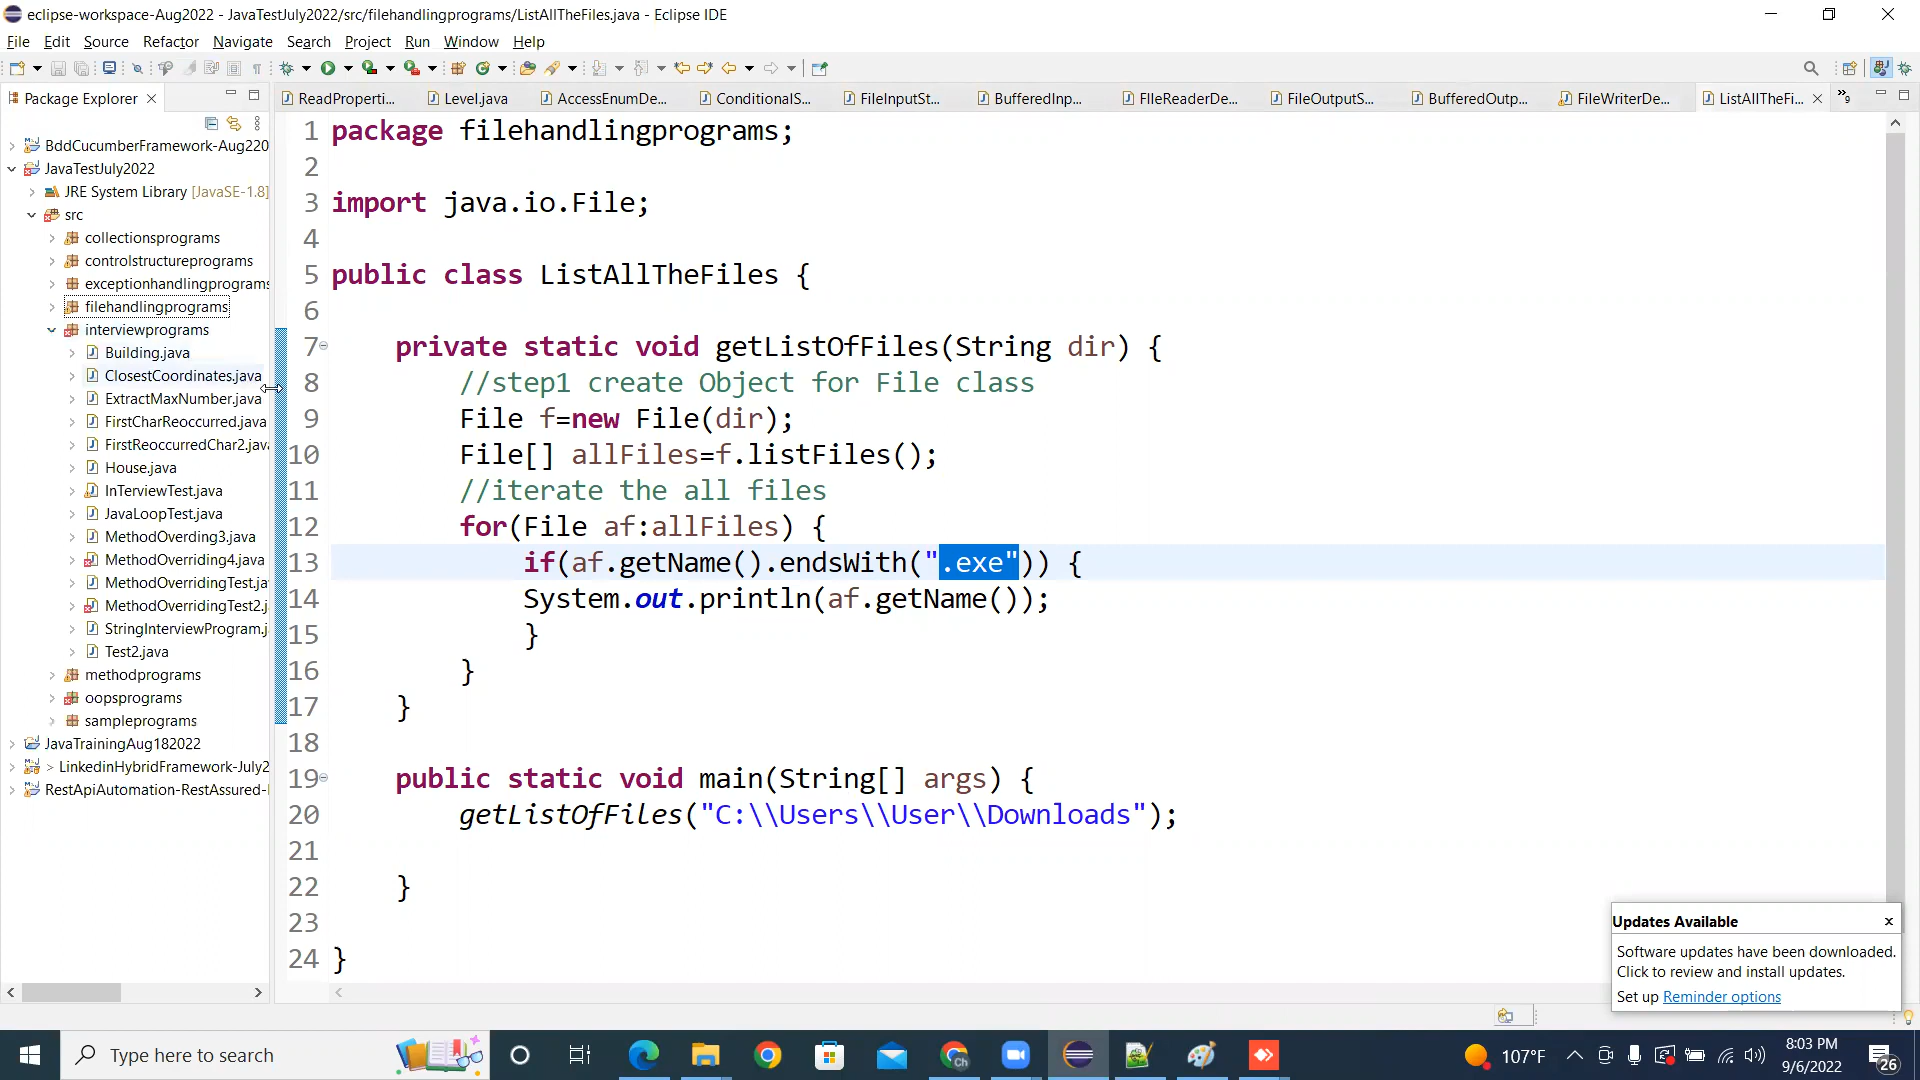 eclipse-workspace-Aug2022 - JavaTestJuly2022/src/filehandlingprograms/ListAllTheFiles.java - Eclipse IDE
File Edit Source Refactor Navigate Search Project Run Window Help
Package Explorer
ReadProperti... Level.java AccessEnumDe... ConditionalS... FileInputSt... BufferedInp... FIleReaderDe... FileOutputS... BufferedOutp... FileWriterDe... ListAllTheFi... »9
BddCucumberFramework-Aug220
JavaTestJuly2022
JRE System Library [JavaSE-1.8]
src
collectionsprograms
controlstructureprograms
exceptionhandlingprograms
filehandlingprograms
interviewprograms
Building.java
ClosestCoordinates.java
ExtractMaxNumber.java
FirstCharReoccurred.java
FirstReoccurredChar2.java
House.java
InTerviewTest.java
JavaLoopTest.java
MethodOverding3.java
MethodOverriding4.java
MethodOverridingTest.ja
MethodOverridingTest2.j
StringInterviewProgram.j
Test2.java
methodprograms
oopsprograms
sampleprograms
JavaTrainingAug182022
> LinkedinHybridFramework-July2
RestApiAutomation-RestAssured-
1 package filehandlingprograms;
2
3 import java.io.File;
4
5 public class ListAllTheFiles {
6
7 private static void getListOfFiles(String dir) {
8 //step1 create Object for File class
9 File f=new File(dir);
10 File[] allFiles=f.listFiles();
11 //iterate the all files
12 for(File af:allFiles) {
13 if(af.getName().endsWith(".exe")) {
14 System.out.println(af.getName());
15 }
16 }
17 }
18
19 public static void main(String[] args) {
20 getListOfFiles("C:\\Users\\User\\Downloads");
21
22 }
23
24 }
Updates Available
Software updates have been downloaded.
Click to review and install updates.
Set up Reminder options
Type here to search
107°F
8:03 PM
9/6/2022
26